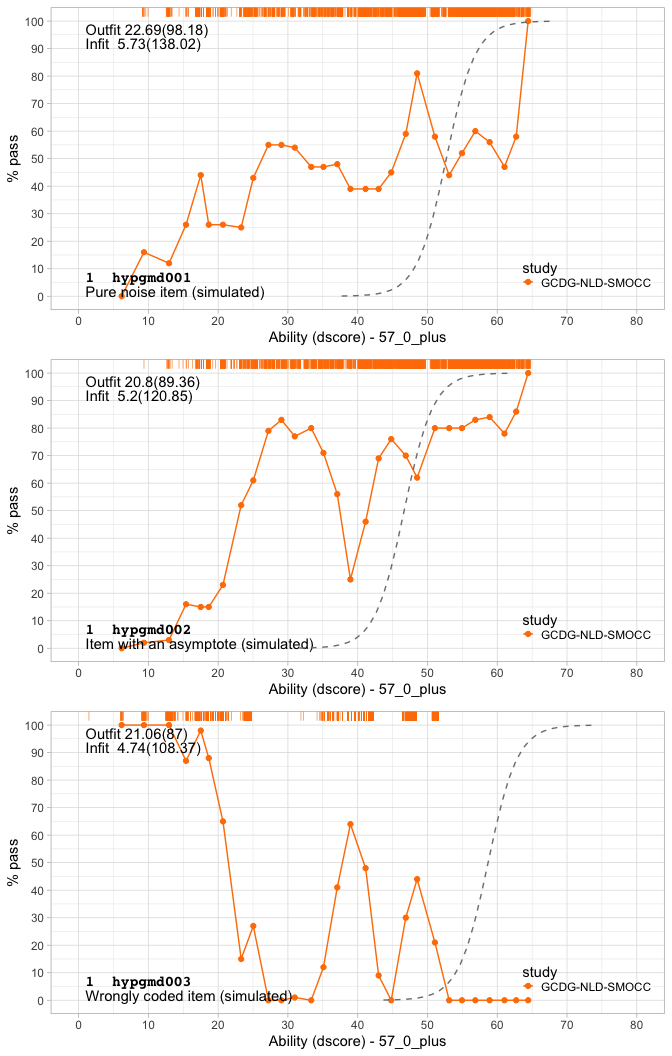 100
90
80
70
60
50
40
30
20
10
0
% pass
Outfit 22.69(98.18)
Infit 5.73(138.02)
1 hypgmd001
Pure noise item (simulated)
study
GCDG-NLD-SMOCC
0 10 20 30 40 50 60 70 80
Ability (dscore) - 57_0_plus
100
90
80
70
60
50
40
30
20
10
0
% pass
Outfit 20.8(89.36)
Infit 5.2(120.85)
1 hypgmd002
Item with an asymptote (simulated)
study
GCDG-NLD-SMOCC
0 10 20 30 40 50 60 70 80
Ability (dscore) - 57_0_plus
100
90
80
70
60
50
40
30
20
10
0
% pass
Outfit 21.06(87)
Infit 4.74(108.37)
1 hypgmd003
Wrongly coded item (simulated)
study
GCDG-NLD-SMOCC
0 10 20 30 40 50 60 70 80
Ability (dscore) - 57_0_plus